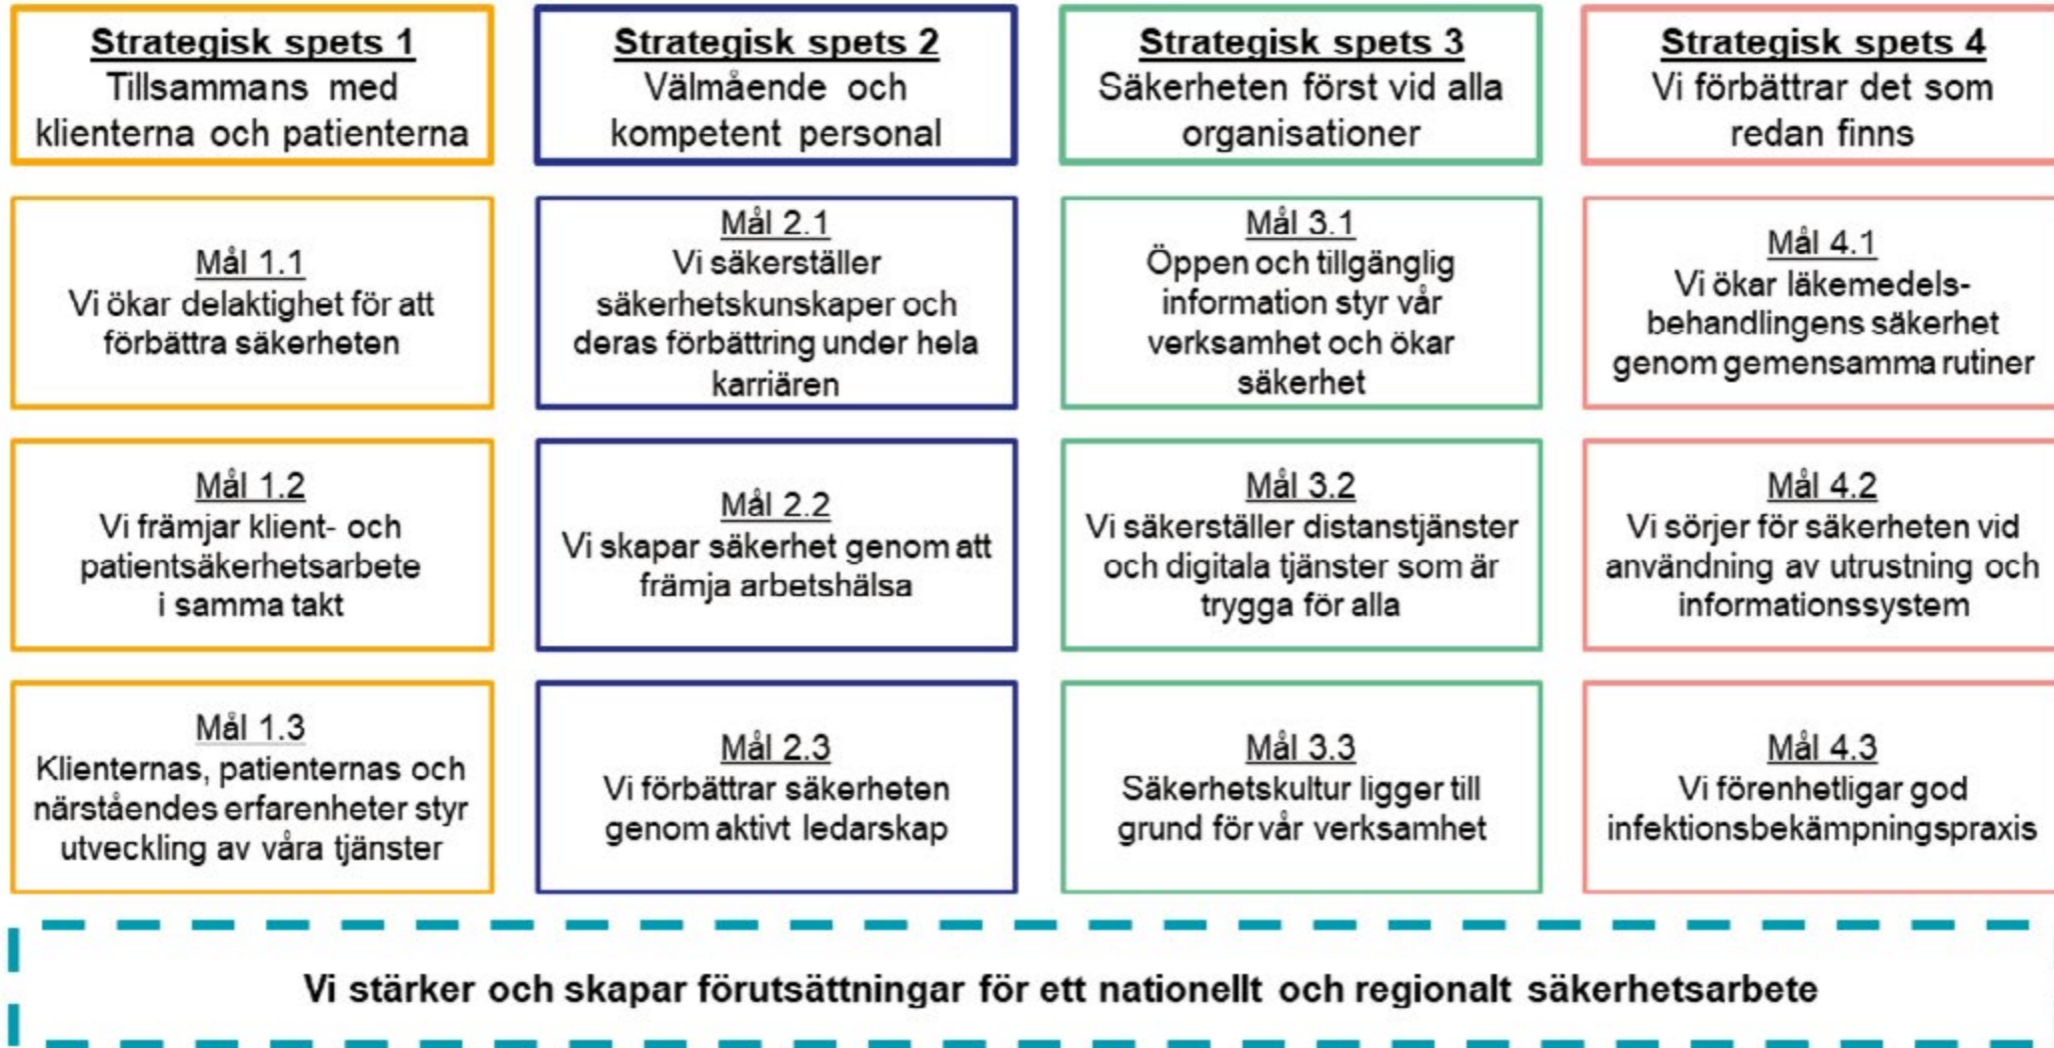 Strategisk spets 1
Tillsammans med
klienterna och patienterna
Strategisk spets 2
Välmående och
kompetent personal
Strategisk spets 3
Säkerheten först vid alla
organisationer
Strategisk spets 4
Vi förbättrar det som
redan finns
Mål 1.1
Vi ökar delaktighet för att
förbättra säkerheten
Mål 2.1
Vi säkerställer
säkerhetskunskaper och
deras förbättring under hela
karriären
Mål 3.1
Öppen och tillgänglig
information styr vår
verksamhet och ökar
säkerhet
Mål 4.1
Vi ökar läkemedels-
behandlingens säkerhet
genom gemensamma rutiner
Mål 1.2
Vi främjar klient- och
patientsäkerhetsarbete
i samma takt
Mål 2.2
Vi skapar säkerhet genom att
främja arbetshälsa
Mål 3.2
Vi säkerställer distanstjänster
och digitala tjänster som är
trygga för alla
Mål 4.2
Vi sörjer för säkerheten vid
användning av utrustning och
informationssystem
Mål 1.3
Klienternas, patienternas och
närståendes erfarenheter styr
utveckling av våra tjänster
Mål 2.3
Vi förbättrar säkerheten
genom aktivt ledarskap
Mål 3.3
Säkerhetskultur ligger till
grund för vår verksamhet
Mål 4.3
Vi förenhetligar god
infektionsbekämpningspraxis
Vi stärker och skapar förutsättningar för ett nationellt och regionalt säkerhetsarbete